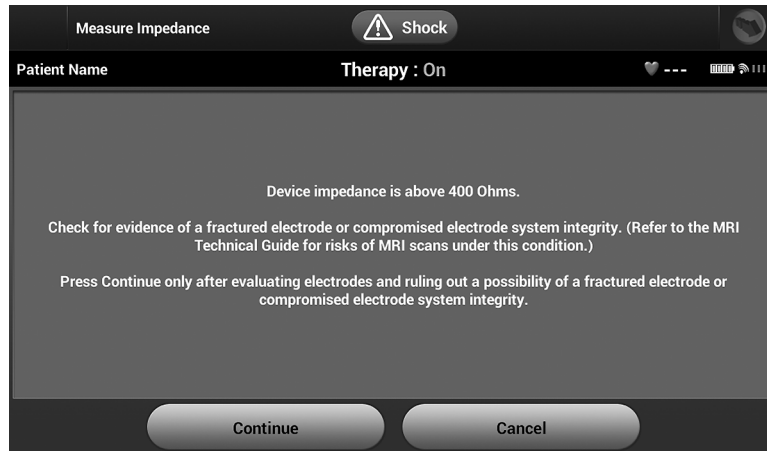 Measure Impedance
Shock
Patient Name
Therapy : On
---
Device impedance is above 400 Ohms.
Check for evidence of a fractured electrode or compromised electrode system integrity. (Refer to the MRI
Technical Guide for risks of MRI scans under this condition.)
Press Continue only after evaluating electrodes and ruling out a possibility of a fractured electrode or
compromised electrode system integrity.
Continue
Cancel